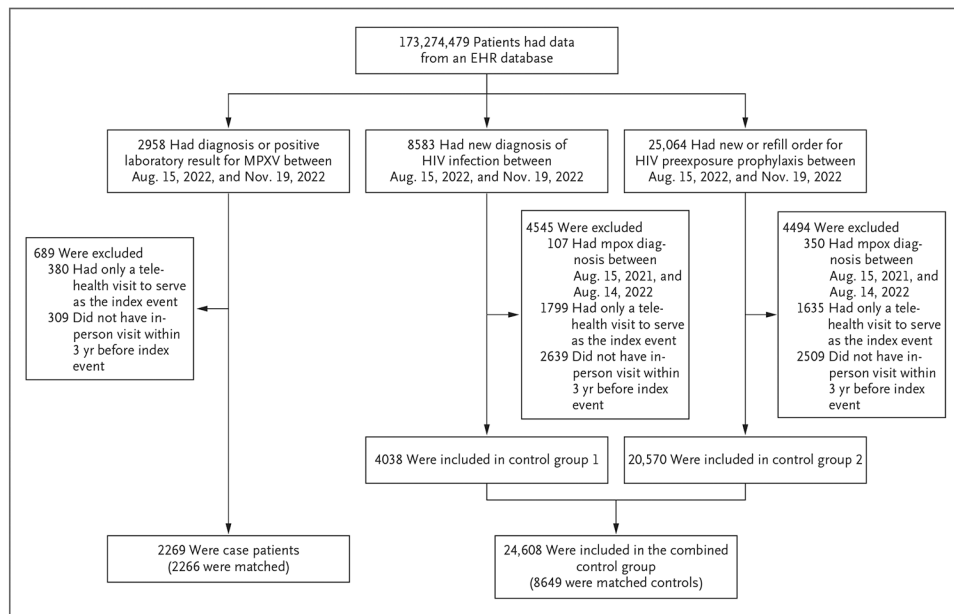 173,274,479 Patients had data
from an EHR database
2958 Had diagnosis or positive
laboratory result for MPXV between
Aug. 15, 2022, and Nov. 19, 2022
8583 Had new diagnosis of
HIV infection between
Aug. 15, 2022, and Nov. 19, 2022
25,064 Had new or refill order for
HIV preexposure prophylaxis between
Aug. 15, 2022, and Nov. 19, 2022
689 Were excluded
380 Had only a tele-
health visit to serve
as the index event
309 Did not have in-
person visit within
3 yr before index
event
4545 Were excluded
107 Had mpox diag-
nosis between
Aug. 15, 2021, and
Aug. 14, 2022
1799 Had only a tele-
health visit to serve
as the index event
2639 Did not have in-
person visit within
3 yr before index
event
4494 Were excluded
350 Had mpox diag-
nosis between
Aug. 15, 2021, and
Aug. 14, 2022
1635 Had only a tele-
health visit to serve
as the index event
2509 Did not have in-
person visit within
3 yr before index
event
4038 Were included in control group 1
20,570 Were included in control group 2
2269 Were case patients
(2266 were matched)
24,608 Were included in the combined
control group
(8649 were matched controls)